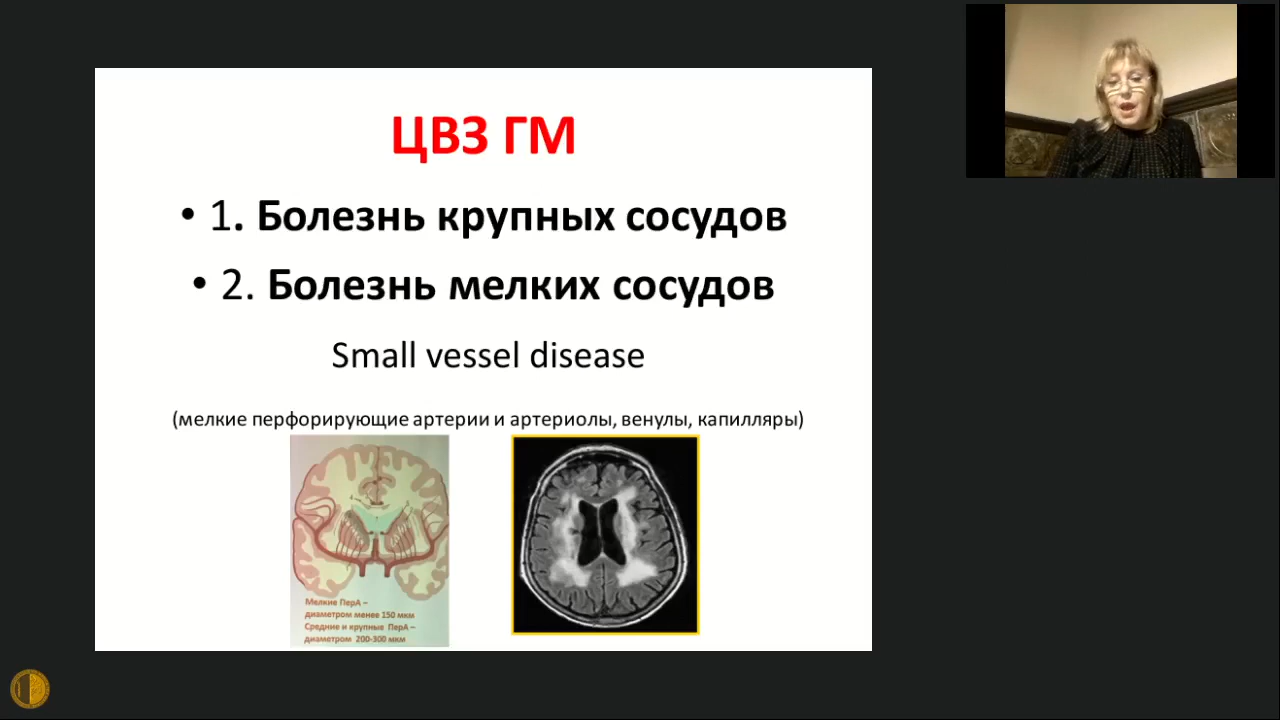 ЦВЗ ГМ
• 1. Болезнь крупных сосудов
• 2. Болезнь мелких сосудов
Small vessel disease
(мелкие перфорирующие артерии и артериолы, венулы, капилляры)
Мелкие ПерА –
диаметром менее 150 мкм
Средние и крупные ПерА –
диаметром 200-300 мкм